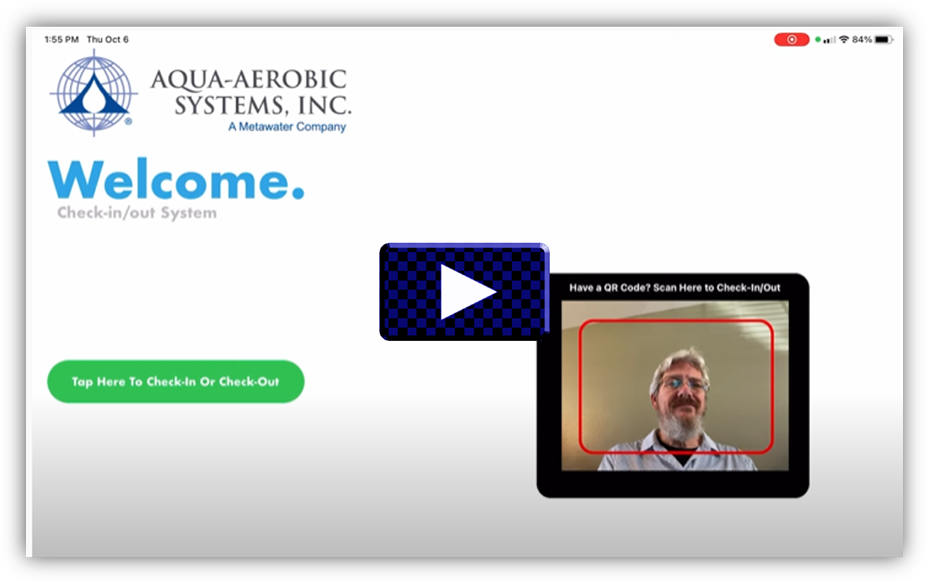 1:55 PM Thu Oct 6
84%
AQUA-AEROBIC
SYSTEMS, INC.
®
A Metawater Company
Welcome.
Check-in/out System
Have a QR Code? Scan Here to Check-In/Out
Tap Here To Check-In Or Check-Out